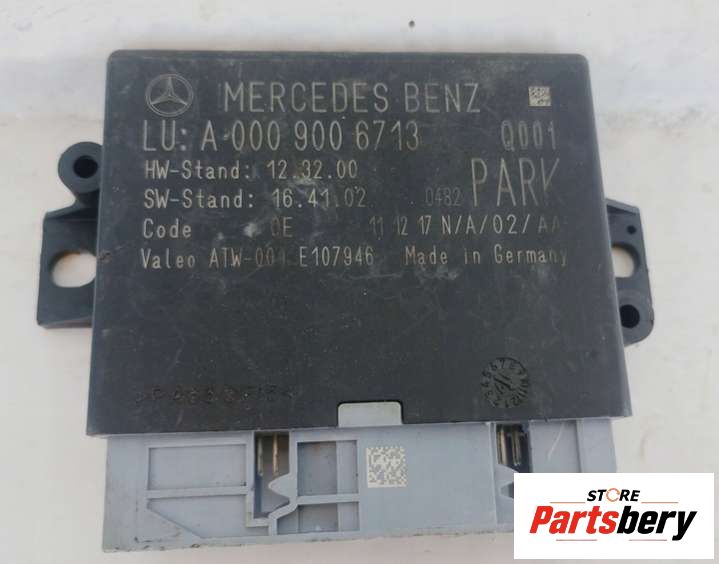 MERCEDES BENZ
LU: A-000 900 6713 Q001
HW-Stand: 12.32.00
SW-Stand: 16.41.02 0482 PARK
Code 0E 11 12 17 N/A/02/AA
Valeo ATW-001 E107946 Made in Germany
STORE
Partsbery